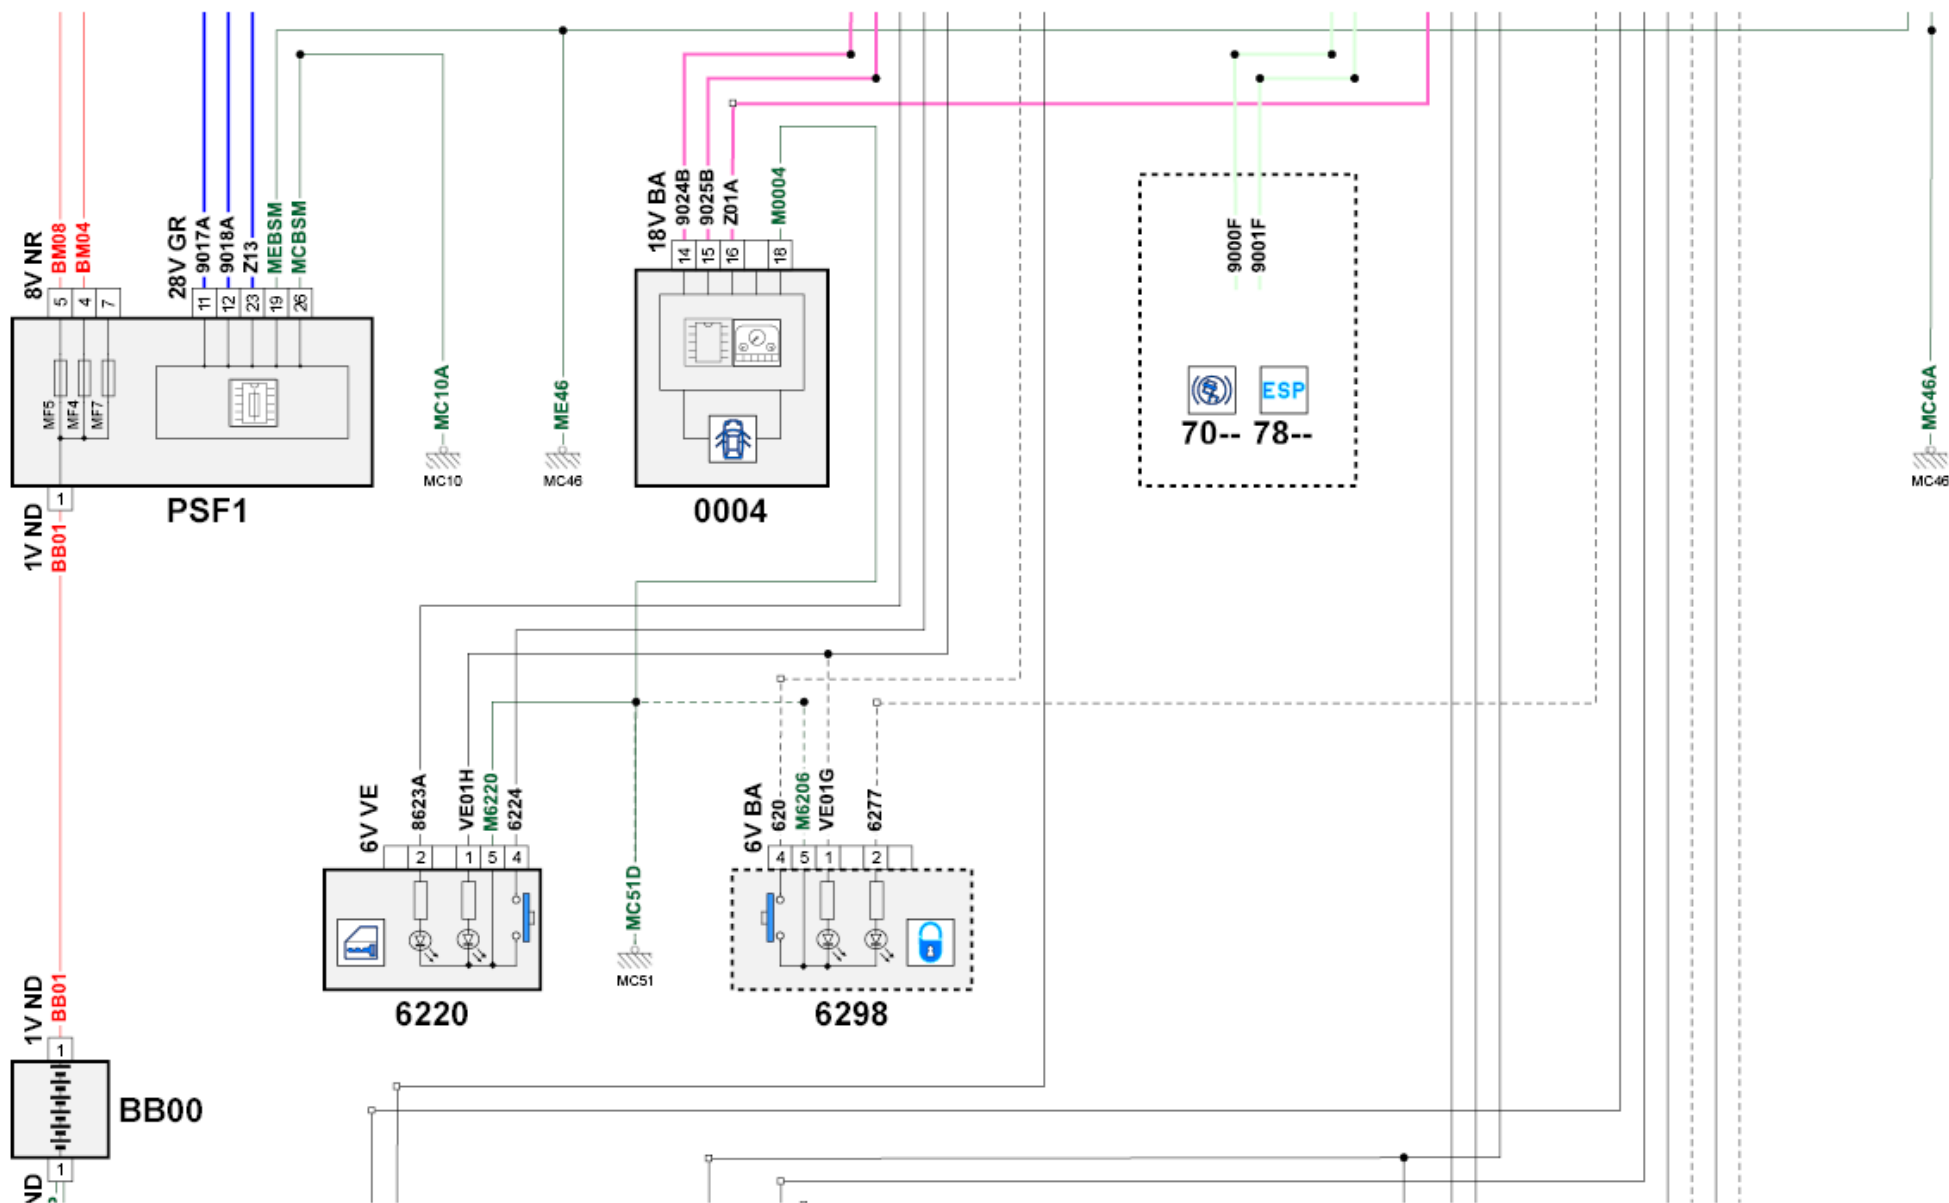 8V NR
BM08
BM04
28V GR
9017A
9018A
Z13
MEBSM
MCBSM
18V BA
9024B
9025B
Z01A
M0004
9000F
9001F
5
4
7
11
12
23
19
26
14
15
16
18
MF5
MF4
MF7
MC10A
MC10
ME46
MC46
ESP
70-- 78--
MC46A
MC46
1
PSF1
0004
1V ND
BB01
6V VE
8623A
VE01H
M6220
6224
6V BA
620
M6206
VE01G
6277
2
1
5
4
4
5
1
2
MC51D
MC51
6220
6298
1V ND
BB01
1
BB00
1
ND